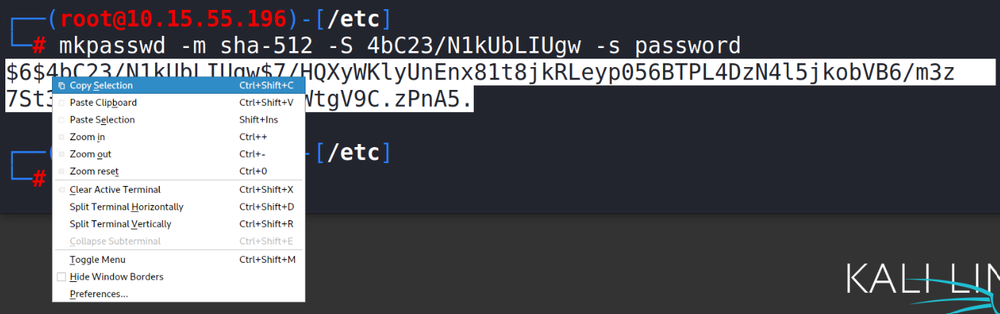 ┌──(root@10.15.55.196)-[/etc]
└─# mkpasswd -m sha-512 -S 4bC23/N1kUbLIUgw -s password
$6$4bC23/N1kUbLIUgw$7/HQXyWKlyUnEnx81t8jkRLeyp056BTPL4DzN4l5jkobVB6/m3z
7St WtgV9C.zPnA5.
Copy Selection Ctrl+Shift+C
Paste Clipboard Ctrl+Shift+V
Paste Selection Shift+Ins
Zoom in Ctrl++
┌──( -[/etc]
Zoom out Ctrl+-
Zoom reset Ctrl+0
└─#
Clear Active Terminal Ctrl+Shift+X
Split Terminal Horizontally Ctrl+Shift+D
Split Terminal Vertically Ctrl+Shift+R
Collapse Subterminal Ctrl+Shift+E
Toggle Menu Ctrl+Shift+M
Hide Window Borders
Preferences...
KALI LIN